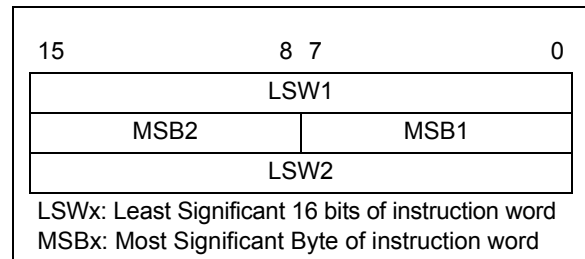 15 8 7 0
LSW1
MSB2 MSB1
LSW2
LSWx: Least Significant 16 bits of instruction word
MSBx: Most Significant Byte of instruction word